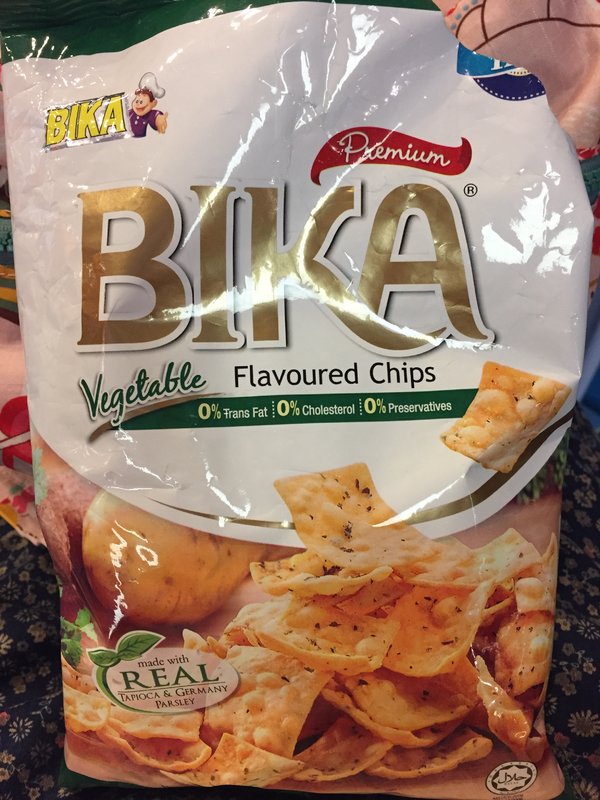 BIKA
Premium
BIKA®
Vegetable Flavoured Chips
0% Trans Fat 0% Cholesterol 0% Preservatives
made with
REAL
TAPIOCA & GERMANY
PARSLEY